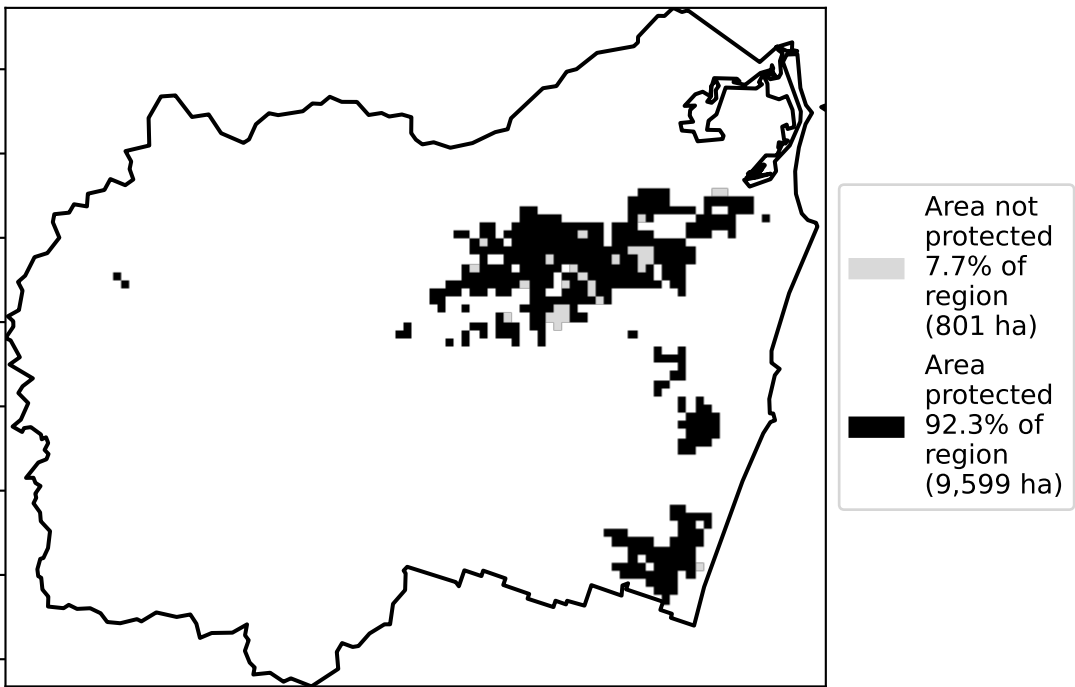 Area not
protected
7.7% of
region
(801 ha)
Area
protected
92.3% of
region
(9,599 ha)